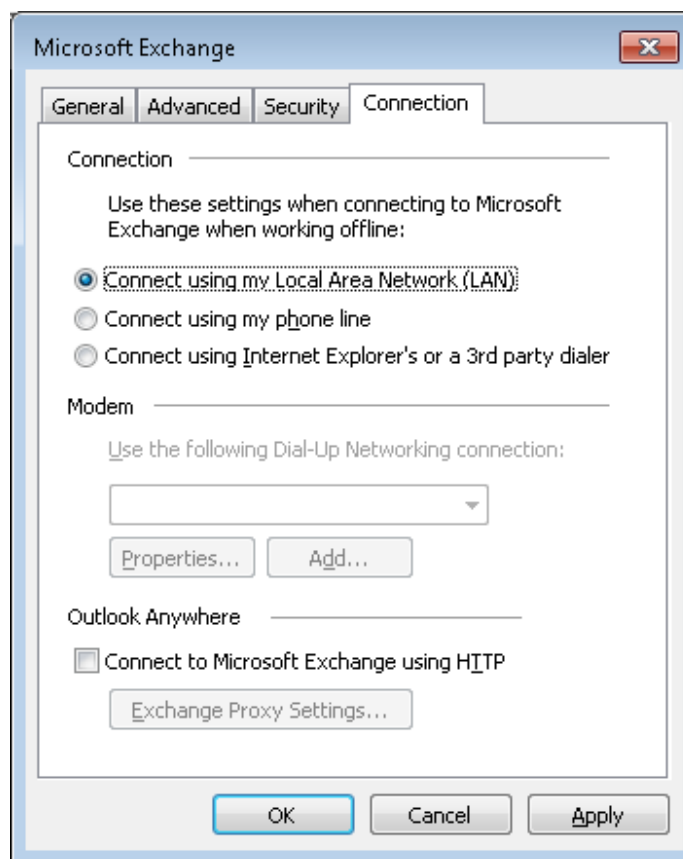 Microsoft Exchange
General
Advanced
Security
Connection
Connection
Use these settings when connecting to Microsoft
Exchange when working offline:
Connect using my Local Area Network (LAN)
Connect using my phone line
Connect using Internet Explorer's or a 3rd party dialer
Modem
Use the following Dial-Up Networking connection:
Properties...
Add...
Outlook Anywhere
Connect to Microsoft Exchange using HTTP
Exchange Proxy Settings...
OK
Cancel
Apply